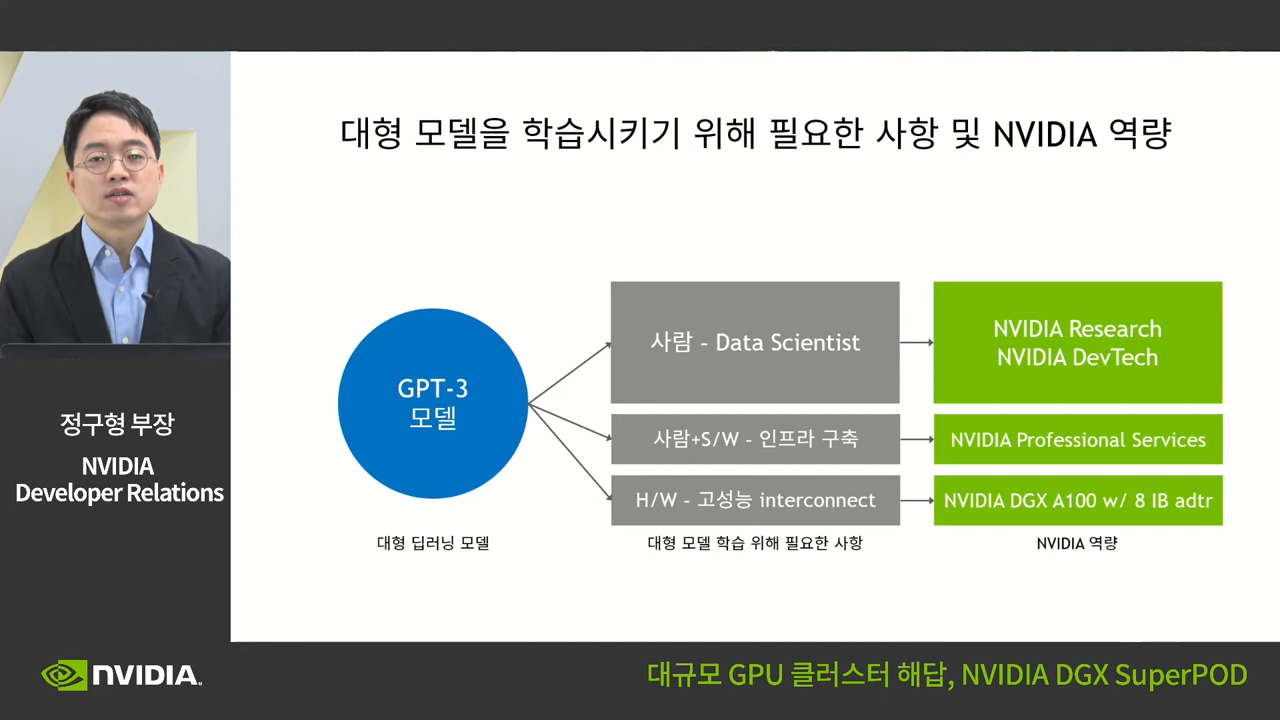 대형 모델을 학습시키기 위해 필요한 사항 및 NVIDIA 역량
GPT-3
모델
대형 딥러닝 모델
사람 - Data Scientist
사람+S/W - 인프라 구축
H/W - 고성능 interconnect
대형 모델 학습 위해 필요한 사항
NVIDIA Research
NVIDIA DevTech
NVIDIA Professional Services
NVIDIA DGX A100 w/ 8 IB adtr
NVIDIA 역량
정구형 부장
NVIDIA
Developer Relations
NVIDIA.
대규모 GPU 클러스터 해답, NVIDIA DGX SuperPOD